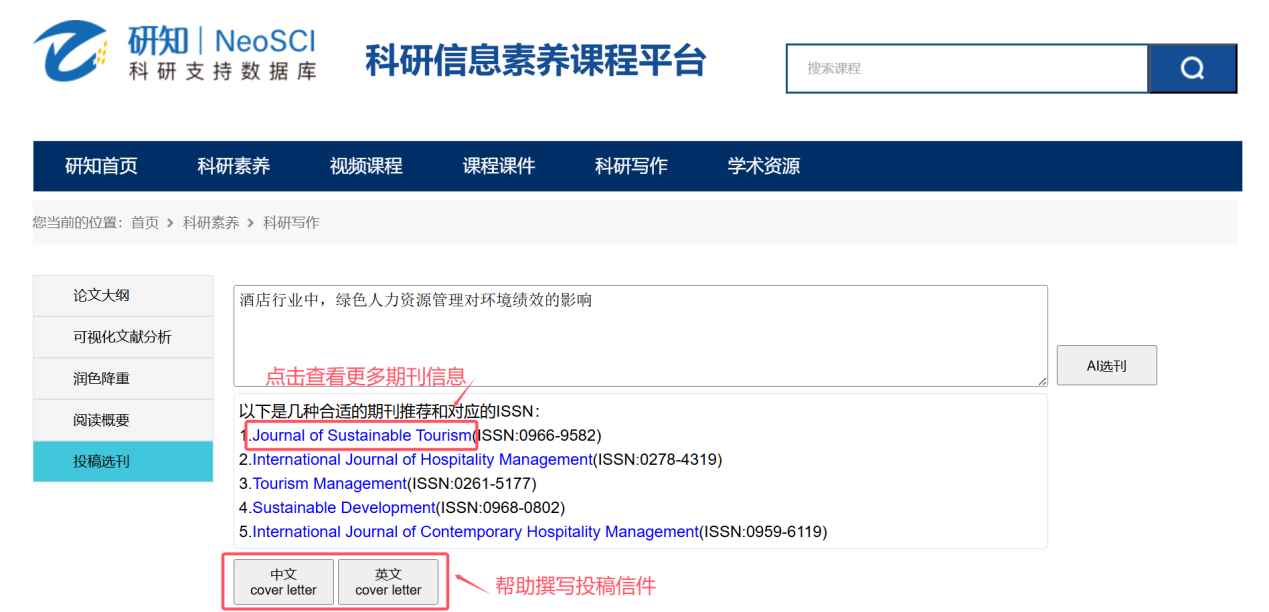 研知 | NeoSCI
科研支持数据库
科研信息素养课程平台
搜索课程
研知首页 科研素养 视频课程 课程课件 科研写作 学术资源
您当前的位置：首页 > 科研素养 > 科研写作
论文大纲
可视化文献分析
润色降重
阅读概要
投稿选刊
酒店行业中，绿色人力资源管理对环境绩效的影响
AI选刊
点击查看更多期刊信息
以下是几种合适的期刊推荐和对应的ISSN：
1.Journal of Sustainable Tourism(ISSN:0966-9582)
2.International Journal of Hospitality Management(ISSN:0278-4319)
3.Tourism Management(ISSN:0261-5177)
4.Sustainable Development(ISSN:0968-0802)
5.International Journal of Contemporary Hospitality Management(ISSN:0959-6119)
中文
cover letter
英文
cover letter
帮助撰写投稿信件